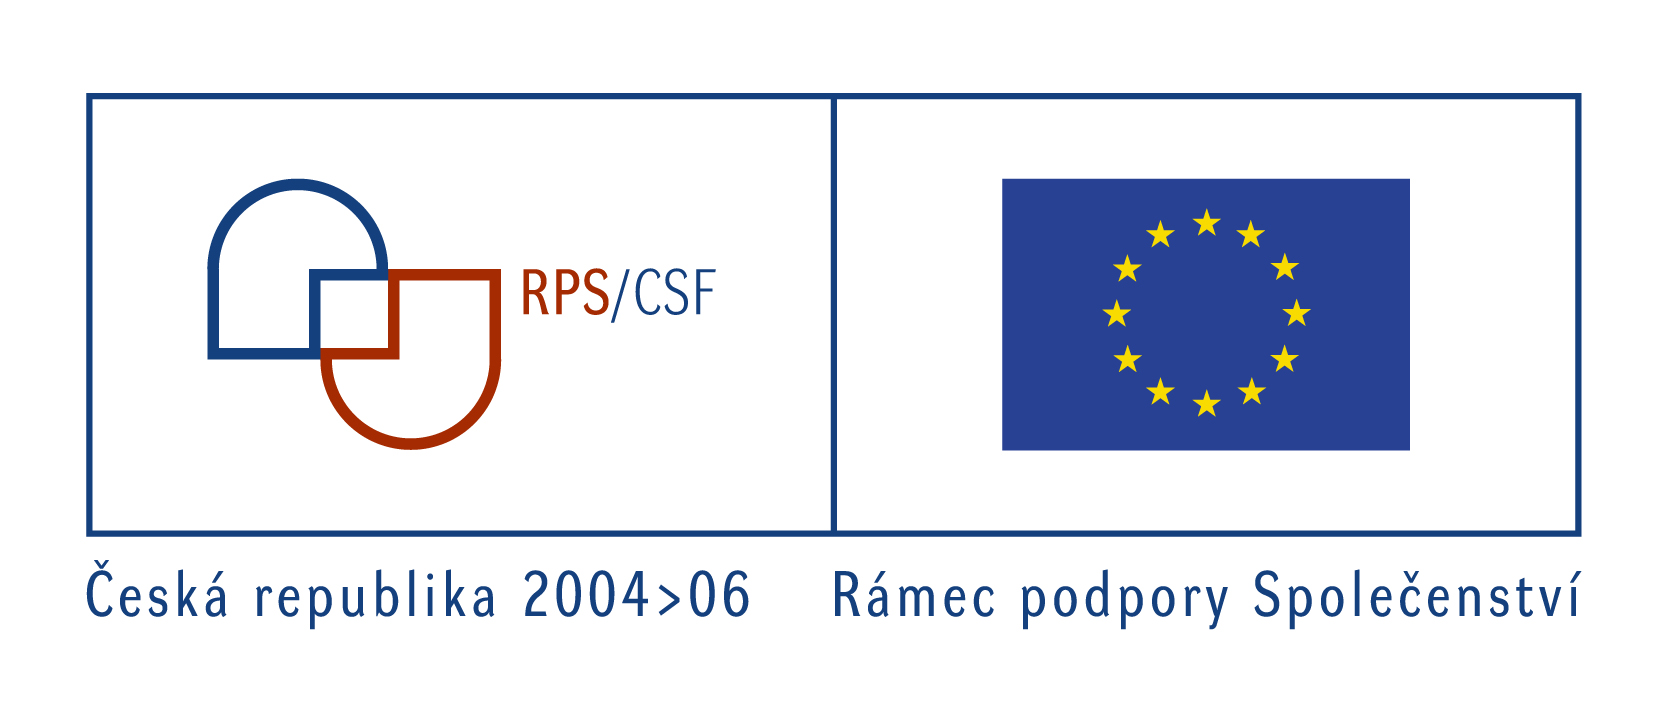 RPS/CSF
Česká republika 2004>06
Rámec podpory Společenství